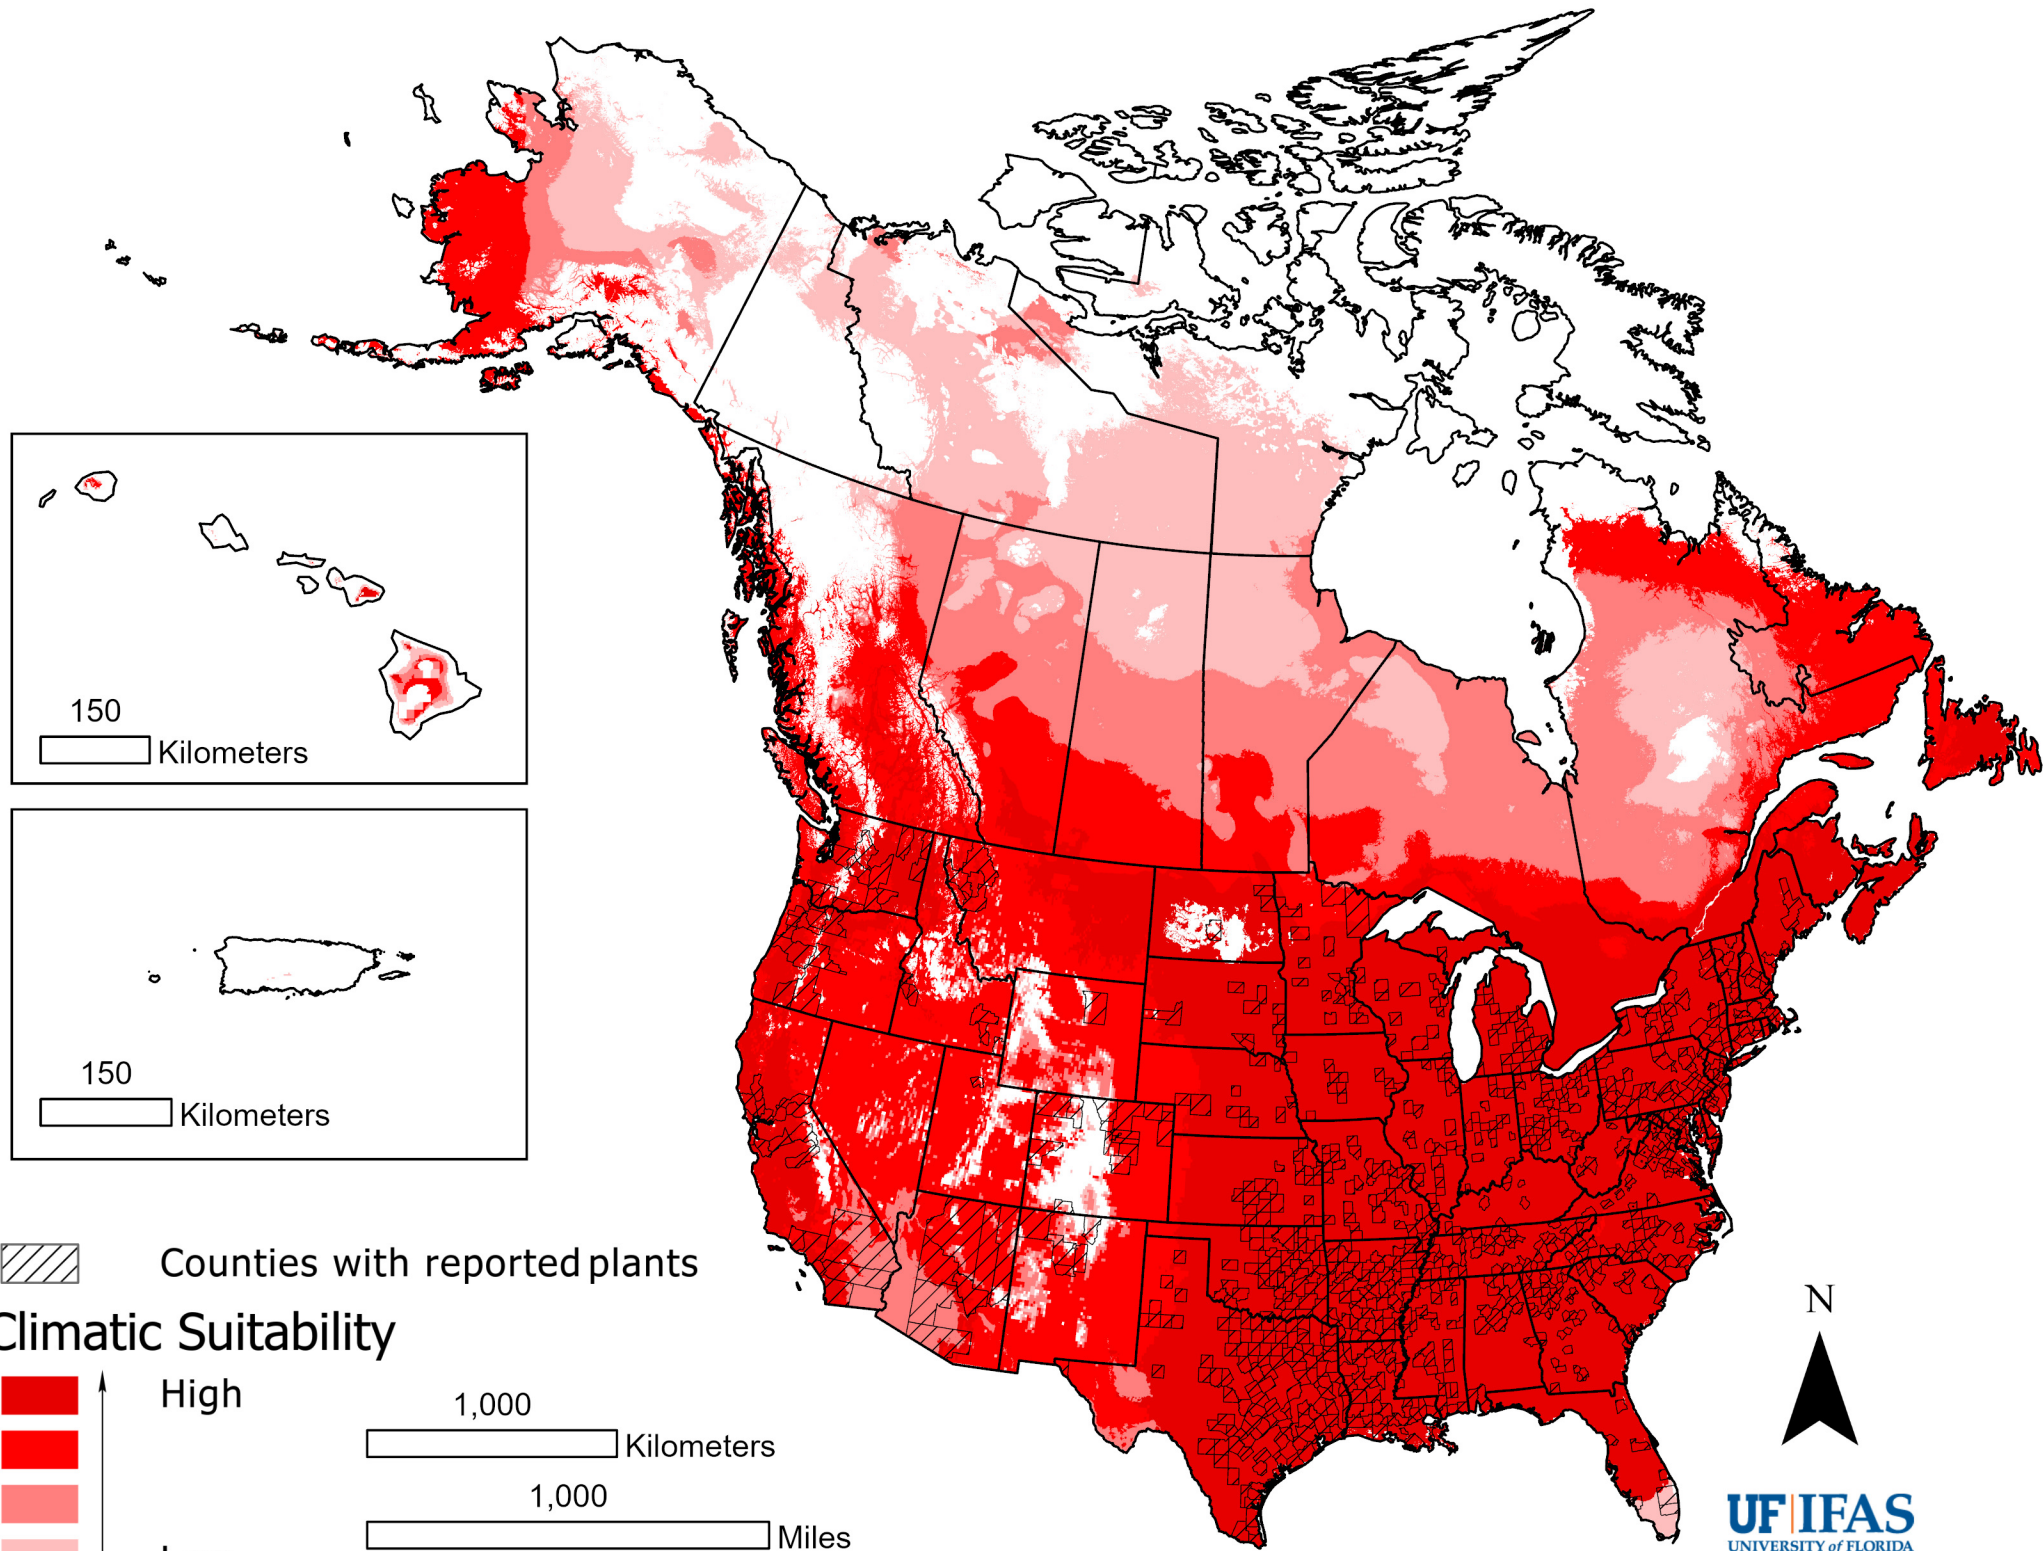 150
Kilometers
150
Kilometers
Counties with reported plants
Climatic Suitability
High
1,000
Kilometers
1,000
Miles
N
UF|IFAS
UNIVERSITY of FLORIDA